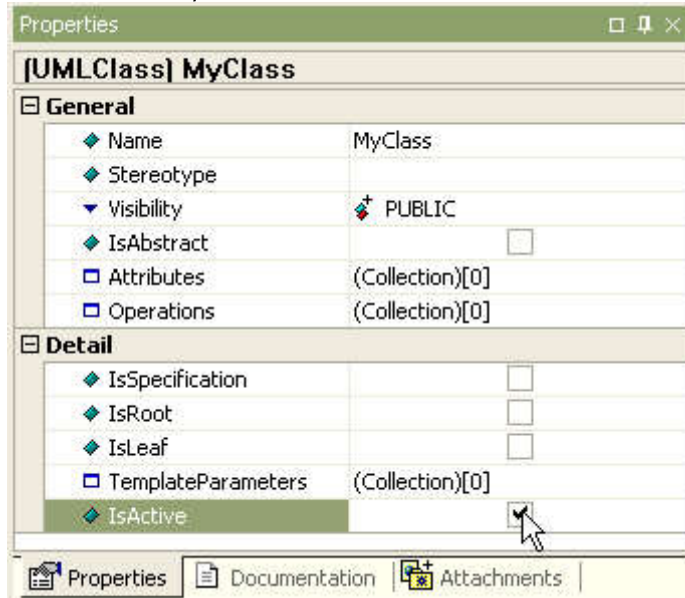 Properties
(UMLClass) MyClass
General
Name MyClass
Stereotype
Visibility PUBLIC
IsAbstract
Attributes (Collection)[0]
Operations (Collection)[0]
Detail
IsSpecification
IsRoot
IsLeaf
TemplateParameters (Collection)[0]
IsActive
Properties Documentation Attachments